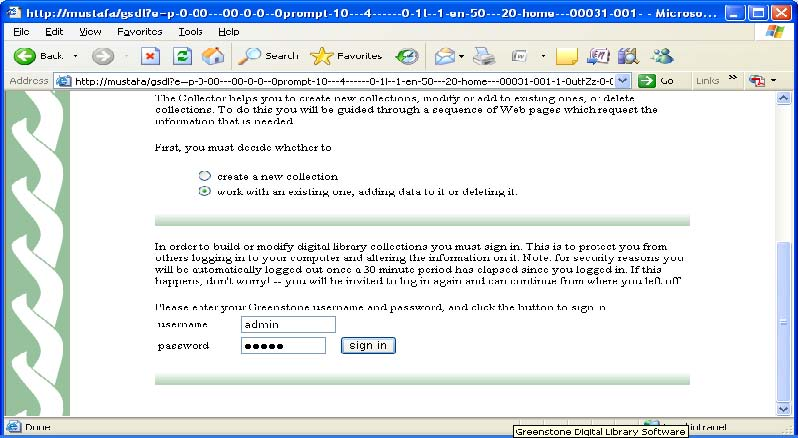 http://mustafa/gsdl?e=p-0-00---00-0-0--0prompt-10---4------0-1l--1-en-50---20-home---00031-001- - Microso...
File Edit View Favorites Tools Help
Back Search Favorites
Address http://mustafa/gsdl?e=p-0-00---00-0-0--0prompt-10---4------0-1l--1-en-50---20-home---00031-001-1-0utfZz-0-0 Go Links
The Collector helps you to create new collections, modify or add to existing ones, or delete
collections. To do this you will be guided through a sequence of Web pages which request the
information that is needed.
First, you must decide whether to
create a new collection
work with an existing one, adding data to it or deleting it.
In order to build or modify digital library collections you must sign in. This is to protect you from
others logging in to your computer and altering the information on it. Note: for security reasons you
will be automatically logged out once a 30 minute period has elapsed since you logged in. If this
happens, don't worry! -- you will be invited to log in again and can continue from where you left off.
Please enter your Greenstone username and password, and click the button to sign in.
username admin
password ●●●●● sign in
Done Greenstone Digital Library Software intranet